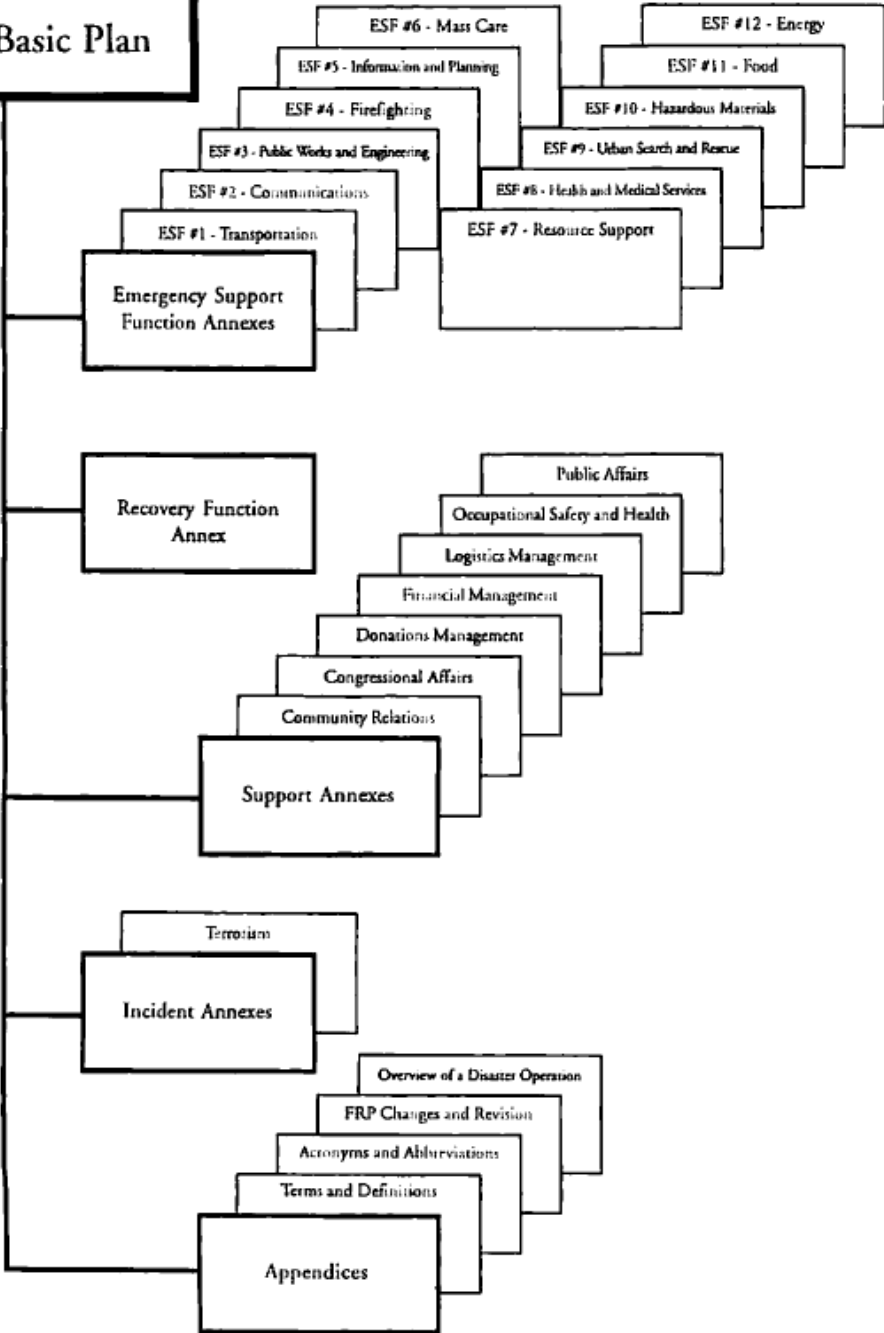 Basic Plan
ESF #6 - Mass Care
ESF #5 - Information and Planning
ESF #4 - Firefighting
ESF #3 - Public Works and Engineering
ESF #2 - Communications
ESF #1 - Transportation
Emergency Support
Function Annexes
ESF #12 - Energy
ESF #11 - Food
ESF #10 - Hazardous Materials
ESF #9 - Urban Search and Rescue
ESF #8 - Health and Medical Services
ESF #7 - Resource Support
Recovery Function
Annex
Public Affairs
Occupational Safety and Health
Logistics Management
Financial Management
Donations Management
Congressional Affairs
Community Relations
Support Annexes
Terrorism
Incident Annexes
Overview of a Disaster Operation
FRP Changes and Revision
Acronyms and Abbreviations
Terms and Definitions
Appendices